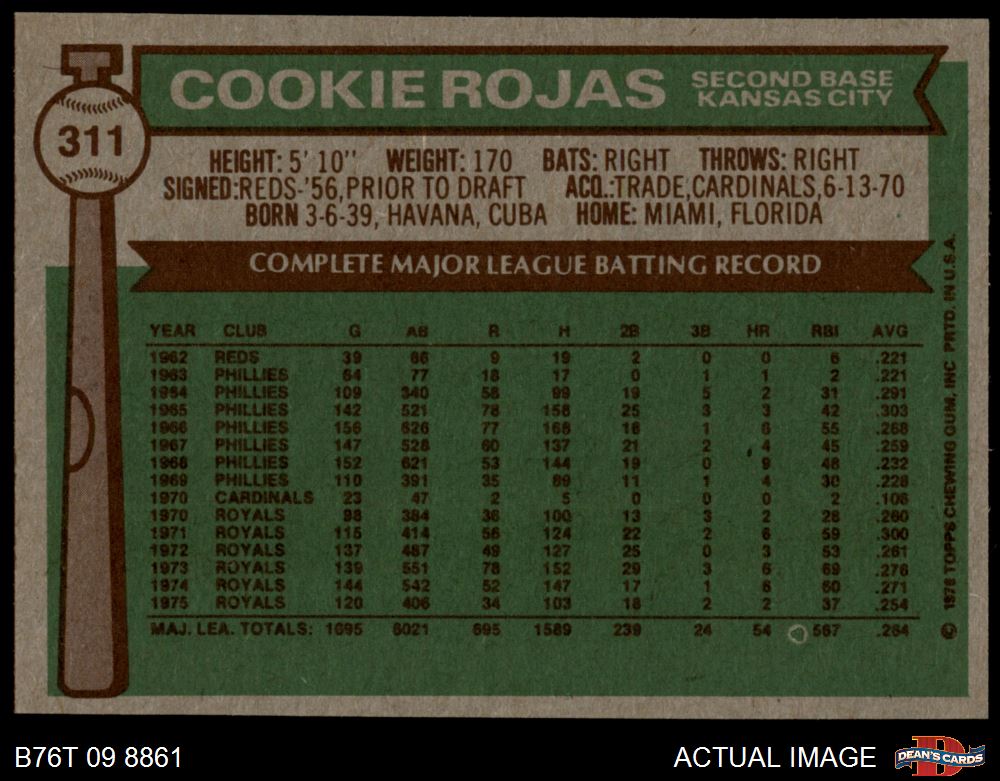 COOKIE ROJAS SECOND BASE
KANSAS CITY
311
HEIGHT: 5' 10" WEIGHT: 170 BATS: RIGHT THROWS: RIGHT
SIGNED:REDS-'56,PRIOR TO DRAFT ACQ.:TRADE,CARDINALS,6-13-70
BORN 3-6-39, HAVANA, CUBA HOME: MIAMI, FLORIDA
COMPLETE MAJOR LEAGUE BATTING RECORD
YEAR CLUB G AB R H 2B 3B HR RBI AVG
1962 REDS 39 86 9 19 2 0 0 6 .221
1963 PHILLIES 64 77 18 17 0 1 1 2 .221
1964 PHILLIES 109 340 58 99 19 5 2 31 .291
1965 PHILLIES 142 521 78 158 25 3 3 42 .303
1966 PHILLIES 156 626 77 168 18 1 6 55 .268
1967 PHILLIES 147 528 60 137 21 2 4 45 .259
1968 PHILLIES 152 621 53 144 19 0 9 48 .232
1969 PHILLIES 110 391 35 89 11 1 4 30 .228
1970 CARDINALS 23 47 2 5 0 0 0 2 .106
1970 ROYALS 98 384 36 100 13 3 2 28 .260
1971 ROYALS 115 414 56 124 22 2 6 59 .300
1972 ROYALS 137 487 49 127 25 0 3 53 .261
1973 ROYALS 139 551 78 152 29 3 6 69 .276
1974 ROYALS 144 542 52 147 17 1 6 60 .271
1975 ROYALS 120 406 34 103 18 2 2 37 .254
MAJ. LEA. TOTALS: 1695 6021 695 1589 239 24 54 567 .264
© 1976 TOPPS CHEWING GUM, INC PRTD. IN U.S.A.
B76T 09 8861
ACTUAL IMAGE
D
DEAN'S CARDS